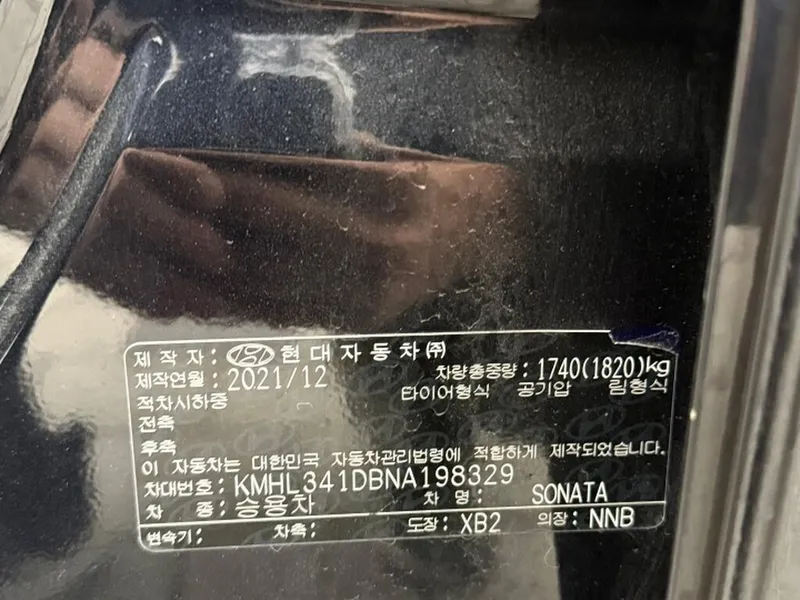 제 작 자: 현대자동차㈜
제작연월: 2021/12 차량총중량: 1740(1820)kg
적차시하중 타이어형식 공기압 림형식
전축
후축
이 자동차는 대한민국 자동차관리법령에 적합하게 제작되었습니다.
차대번호: KMHL341DBNA198329
차 종: 승용차 차 명: SONATA
변속기: 차축: 도장: XB2 의장: NNB